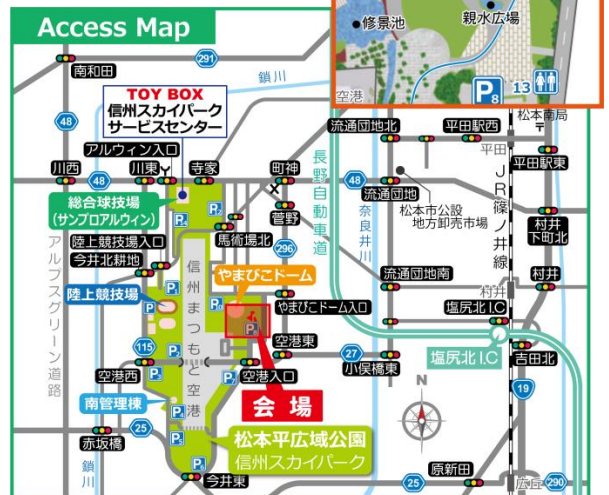 Access Map
修景池
親水広場
P8
13
空港
291
南和田
鎖川
TOY BOX
信州スカイパーク
サービスセンター
48
アルウィン入口
川西
川東
寺家
町神
48
48
流通団地北
平田駅西
松本南局
平田
平田駅東
長野自動車道
奈良井川
流通団地
松本市公設
地方卸売市場
JR篠ノ井線
村井
下町北
総合球技場
(サンプロアルウィン)
菅野
馬術場北
陸上競技場入口
今井北耕地
296
アルプスグリーン道路
信州まつもと空港
やまびこドーム
やまびこドーム入口
陸上競技場
流通団地南
村井
村井
塩尻北I.C
115
空港東
空港西
空港入口
27
小俣橋東
塩尻北I.C
吉田北
会場
19
南管理棟
赤坂橋
25
松本平広域公園
信州スカイパーク
N
鎖川
今井東
25
原新田
広丘
290